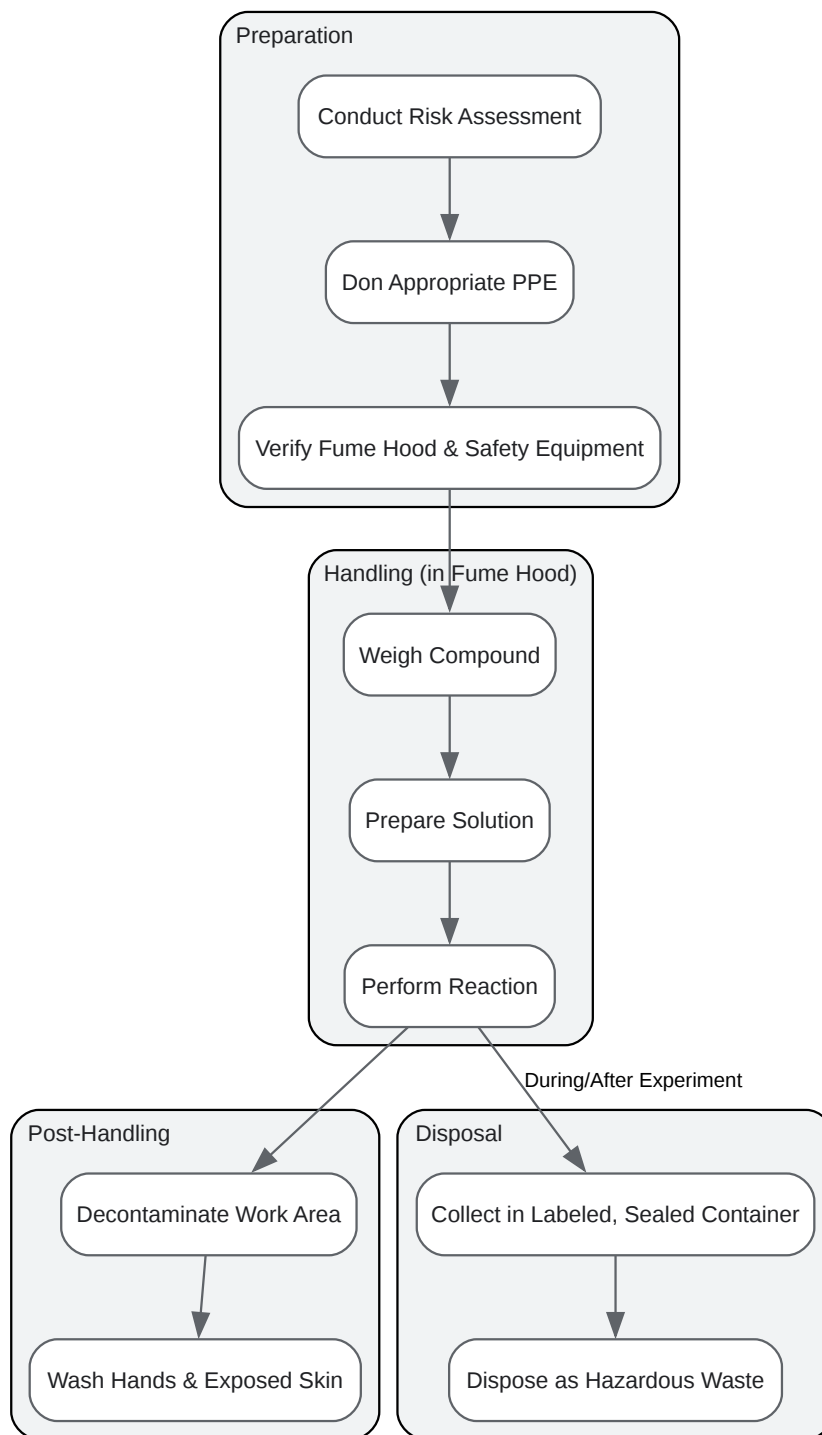 Preparation
Conduct Risk Assessment
Don Appropriate PPE
Verify Fume Hood & Safety Equipment
Handling (in Fume Hood)
Weigh Compound
Prepare Solution
Perform Reaction
During/After Experiment
Post-Handling
Decontaminate Work Area
Wash Hands & Exposed Skin
Disposal
Collect in Labeled, Sealed Container
Dispose as Hazardous Waste